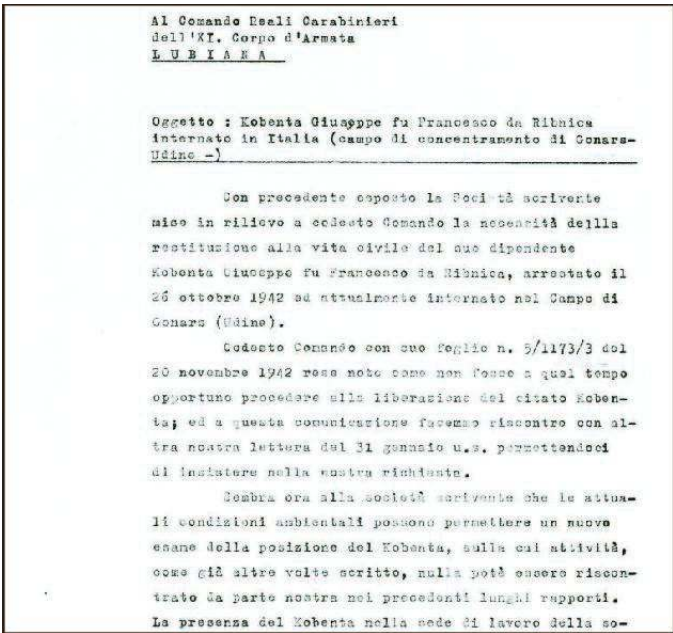 Al Comando Reali Carabinieri
dell'XI. Corpo d'Armata
L U B I A N A
Oggetto : Kobenta Giuseppe fu Francesco da Ribnica
internato in Italia (campo di concentramento di Gonars-
Udine -)
Con precedente esposto la Società scrivente
mise in rilievo a codesto Comando la necessità deilla
restituzione alla vita civile del suo dipendente
Kobenta Giuseppe fu Francesco da Ribnica, arrestato il
26 ottobre 1942 ed attualmente internato nel Campo di
Gonars (Udine).
Codesto Comando con suo foglio n. 5/1173/3 del
20 novembre 1942 rese noto come non fosse a quel tempo
opportuno procedere alla liberazione del citato Koben-
ta; ed a questa comunicazione facemmo riscontro con al-
tra nostra lettera del 31 gennaio u.s. permettendoci
di insistere nella nostra richiesta.
Sembra ora alla società scrivente che le attua-
li condizioni ambientali possono permettere un nuovo
esame della posizione del Kobenta, sulla cui attività,
come già altre volte scritto, nulla potè essere riscon-
trato da parte nostra nei precedenti lunghi rapporti.
La presenza del Kobenta nella sede di lavoro della so-